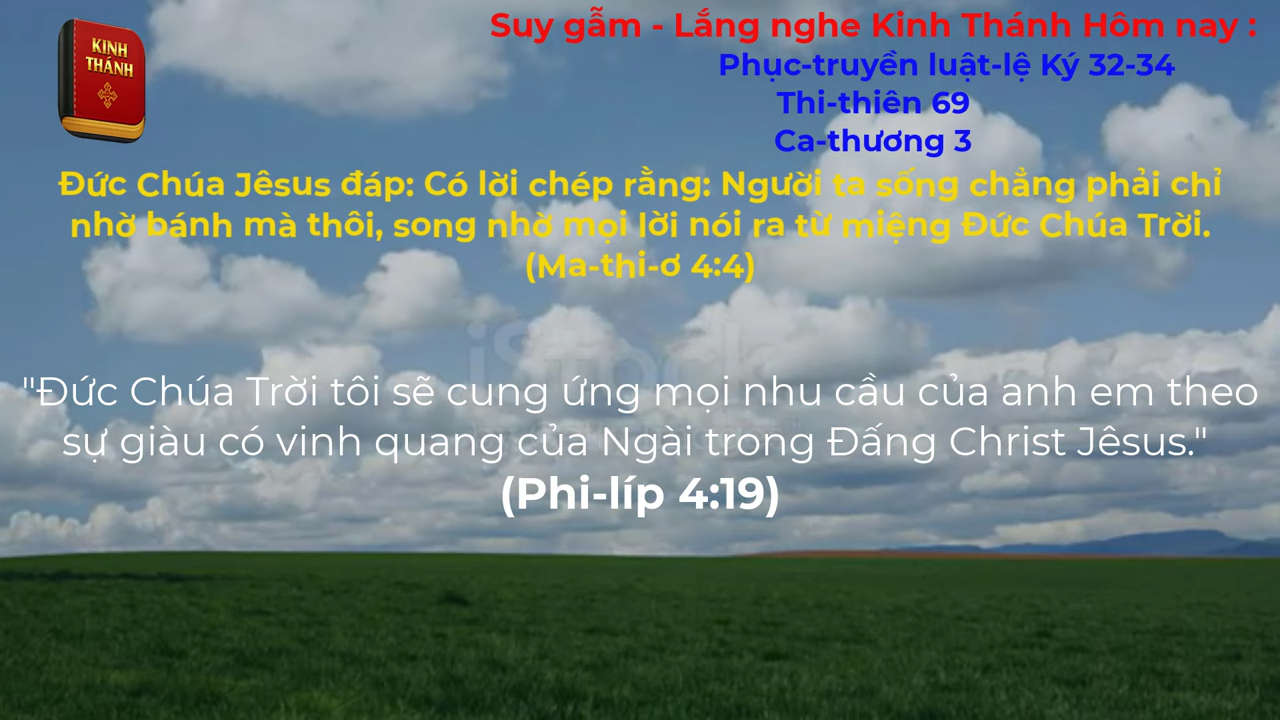 KINH
THÁNH
Suy gẫm - Lắng nghe Kinh Thánh Hôm nay :
Phục-truyền luật-lệ Ký 32-34
Thi-thiên 69
Ca-thương 3
Đức Chúa Jêsus đáp: Có lời chép rằng: Người ta sống chẳng phải chỉ
nhờ bánh mà thôi, song nhờ mọi lời nói ra từ miệng Đức Chúa Trời.
(Ma-thi-ơ 4:4)
iStock
"Đức Chúa Trời tôi sẽ cung ứng mọi nhu cầu của anh em theo
sự giàu có vinh quang của Ngài trong Đấng Christ Jêsus."
(Phi-líp 4:19)